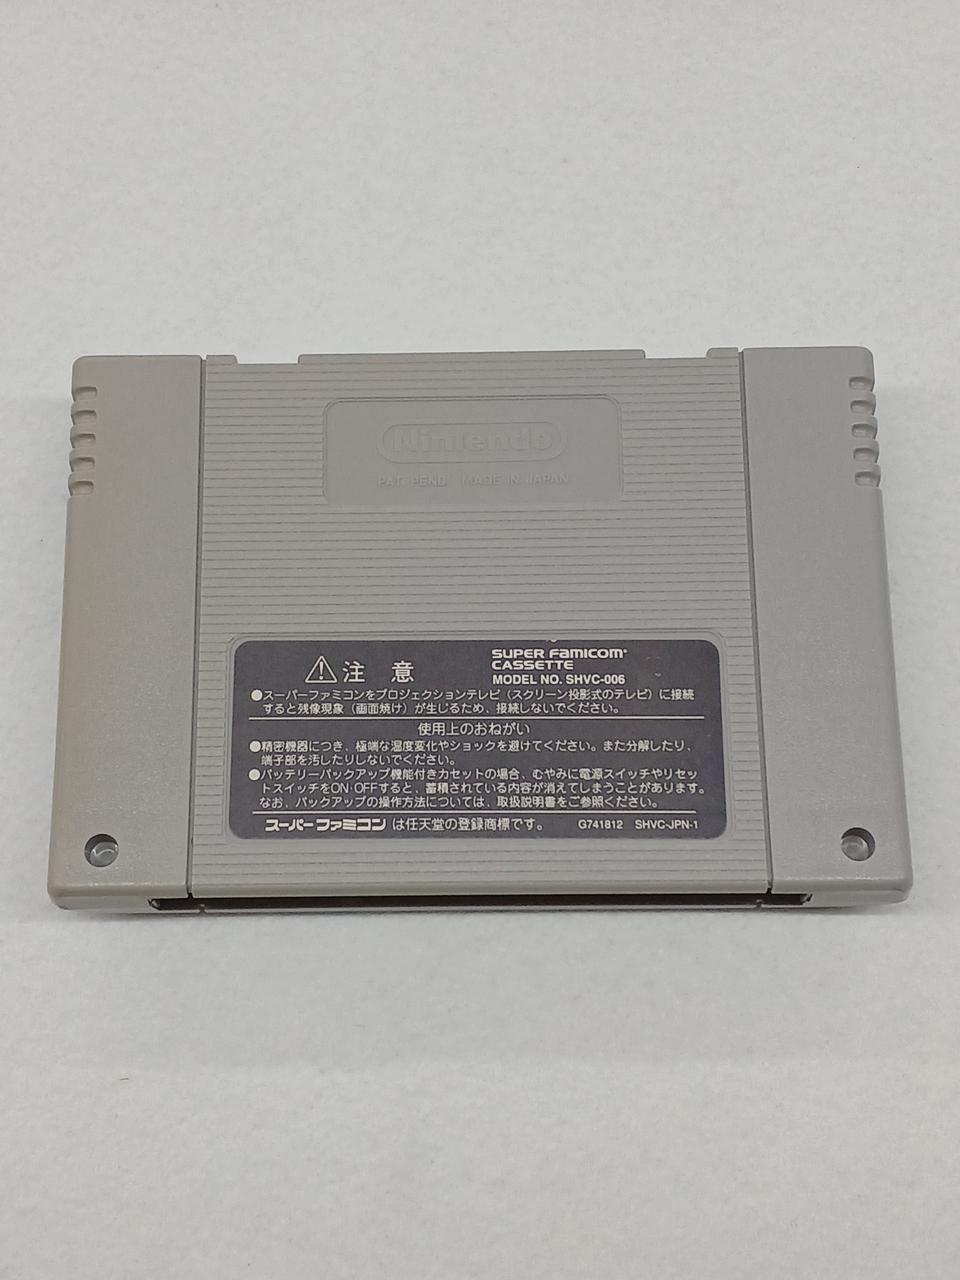 Nintendo
PAT. PEND. MADE IN JAPAN
⚠注 意
SUPER FAMICOM
CASSETTE
MODEL NO. SHVC-006
●スーパーファミコンをプロジェクションテレビ（スクリーン投影式のテレビ）に接続
すると残像現象（画面焼け）が生じるため、接続しないでください。
使用上のおねがい
●精密機器につき、極端な温度変化やショックを避けてください。また分解したり、
端子部を汚したりしないでください。
●バッテリーバックアップ機能付きカセットの場合、むやみに電源スイッチやリセッ
トスイッチをON・OFFすると、蓄積されている内容が消えてしまうことがあります。
なお、バックアップの操作方法については、取扱説明書をご参照ください。
スーパーファミコン は任天堂の登録商標です。 G741812 SHVC-JPN-1